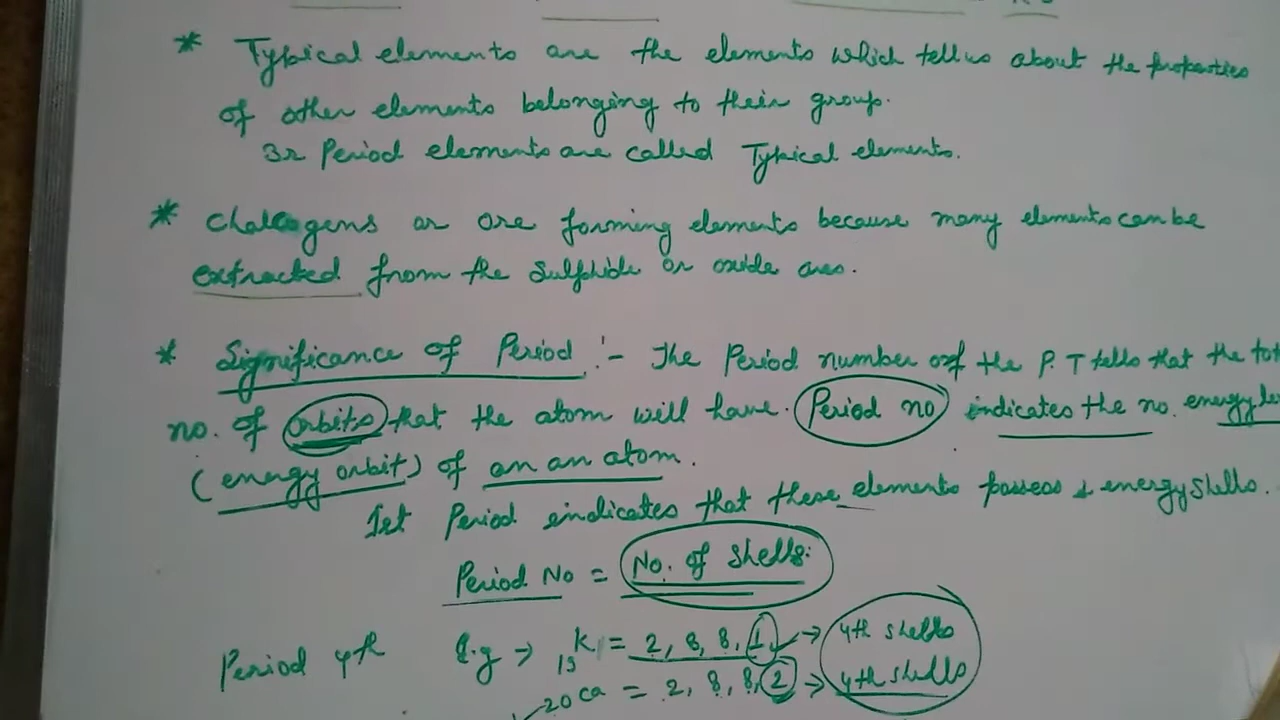 * Typical elements are the elements which tell us about the properties
of other elements belonging to their group.
3r Period elements are called Typical elements.
* Chalcogens or ore forming elements because many elements can be
extracted from the Sulphide or oxide ores.
* Significance of Period :- The Period number of the P.T tells that the tot
no. of orbits that the atom will have. Period no indicates the no. energy le
(energy orbit) of an an atom.
Ist Period indicates that these elements possess 1 energy shells.
Period No = No. of shells.
Period 4th E.g → 19 K = 2, 8, 8, 1 → 4th shells
20 Ca = 2, 8, 8, 2 → 4th shells